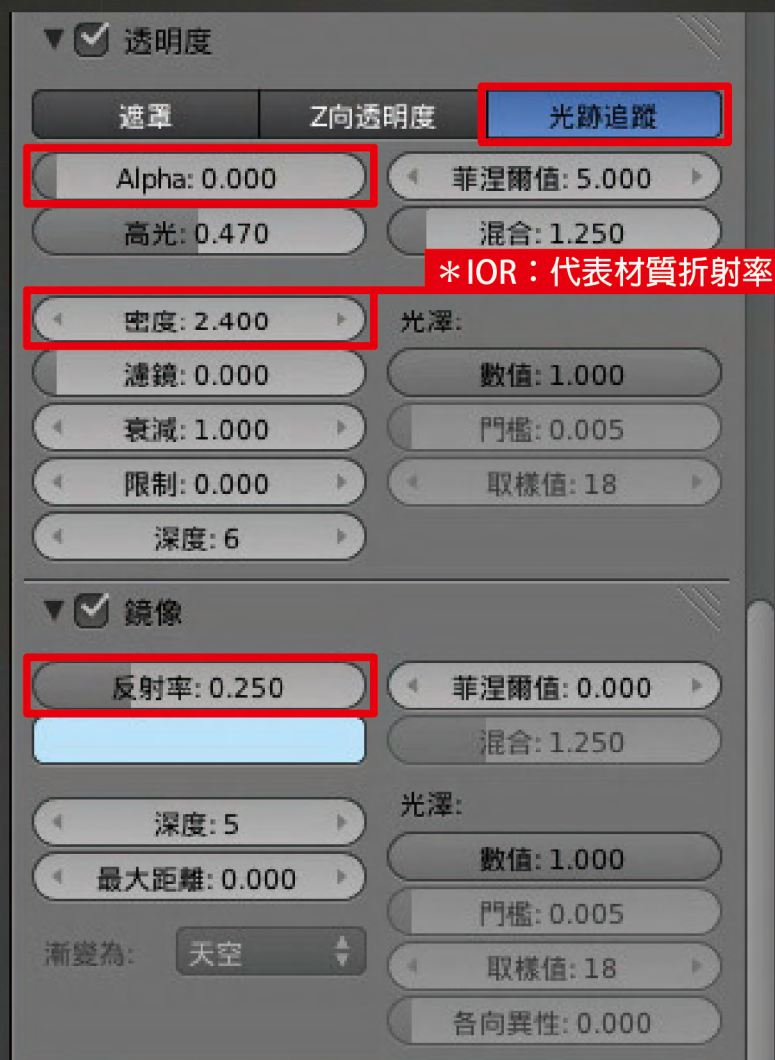 透明度
遮罩 Z向透明度 光跡追蹤
Alpha: 0.000 菲涅爾值: 5.000
高光: 0.470 混合: 1.250
＊IOR：代表材質折射率
密度: 2.400 光澤:
濾鏡: 0.000 數值: 1.000
衰減: 1.000 門檻: 0.005
限制: 0.000 取樣值: 18
深度: 6
鏡像
反射率: 0.250 菲涅爾值: 0.000
混合: 1.250
深度: 5 光澤:
最大距離: 0.000 數值: 1.000
門檻: 0.005
漸變為: 天空 取樣值: 18
各向異性: 0.000